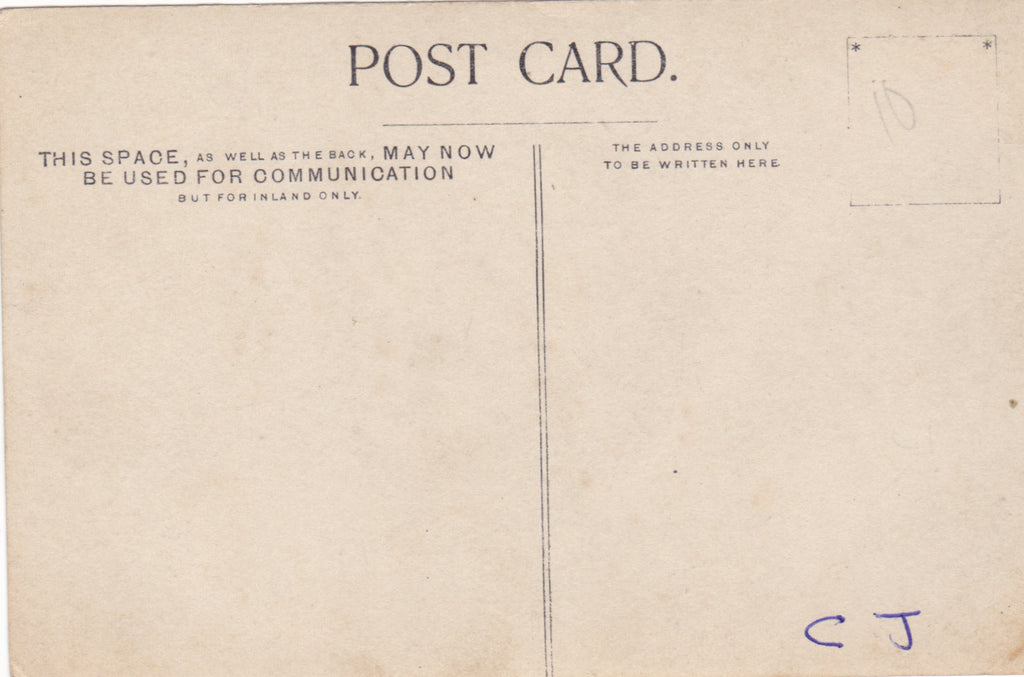 POST CARD.
THIS SPACE, AS WELL AS THE BACK, MAY NOW
BE USED FOR COMMUNICATION
BUT FOR INLAND ONLY.
THE ADDRESS ONLY
TO BE WRITTEN HERE.
* *
10
C J